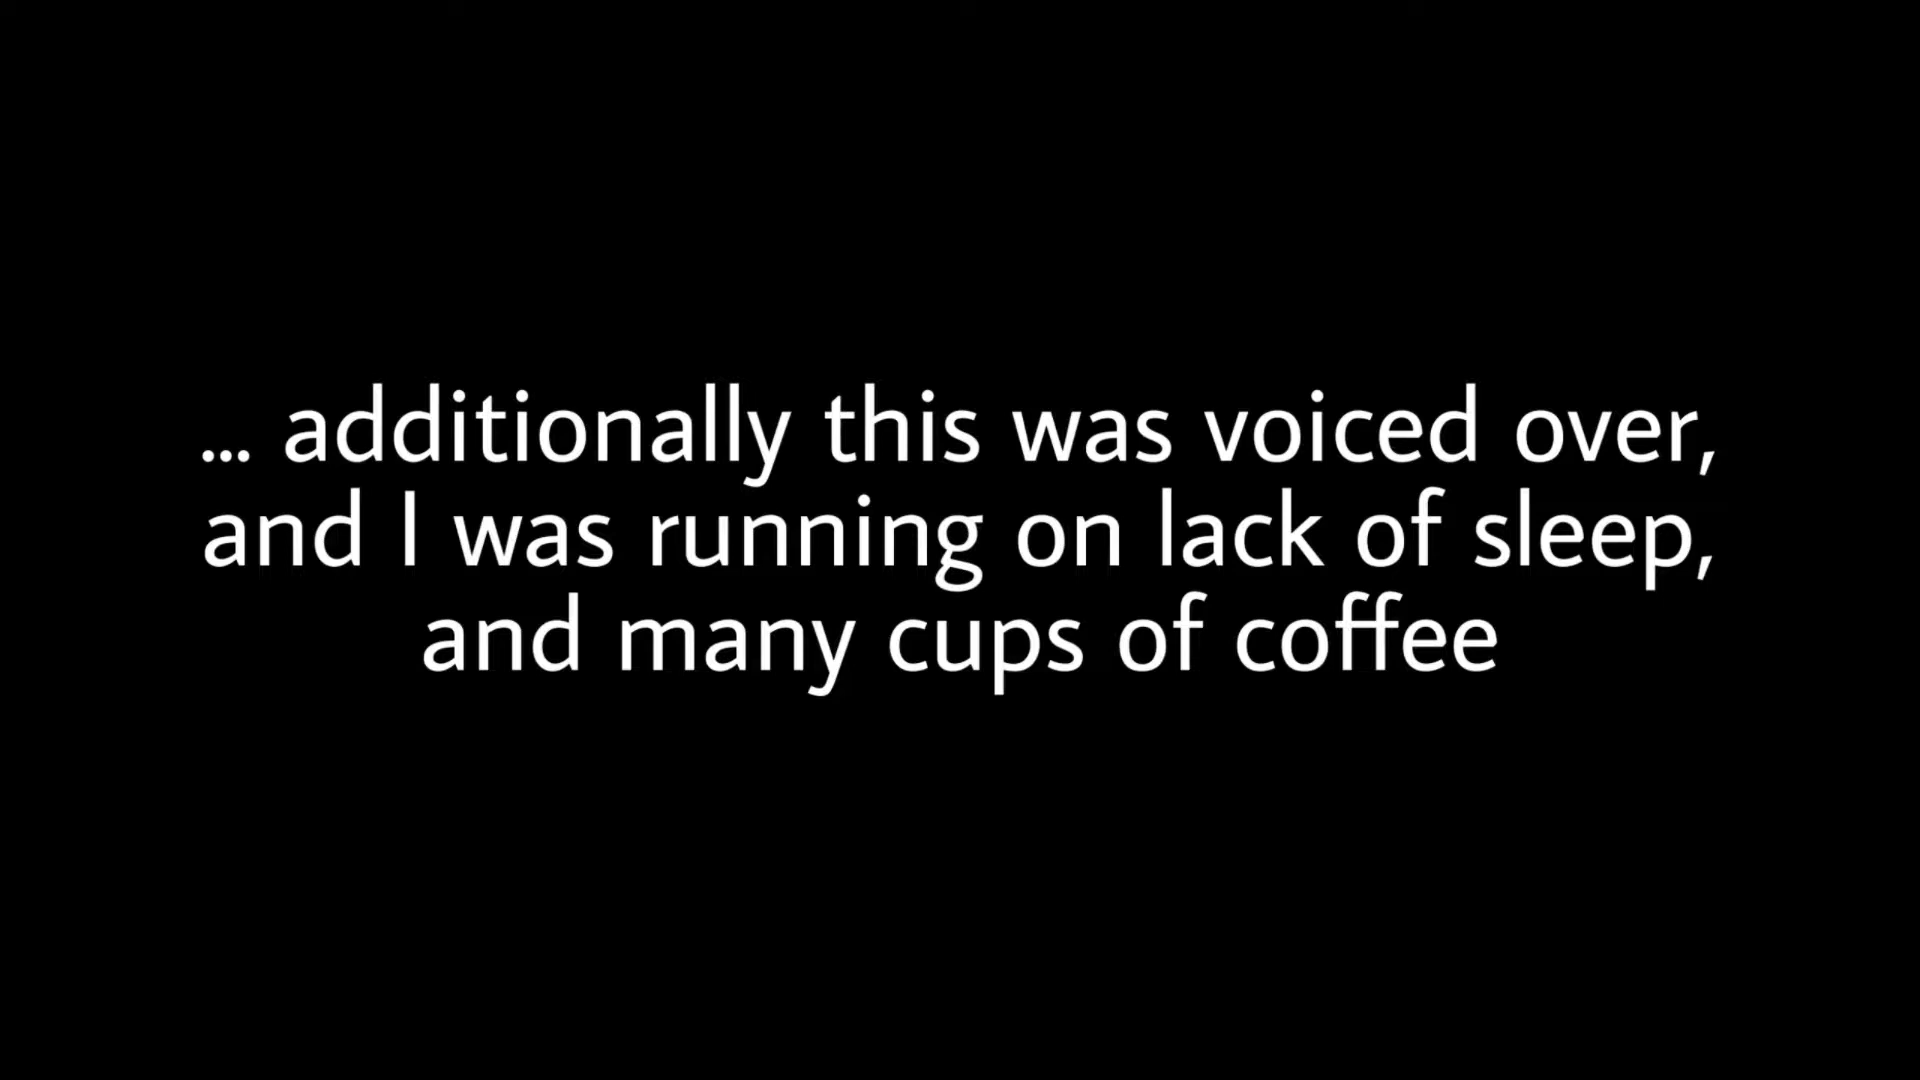 ... additionally this was voiced over,
and I was running on lack of sleep,
and many cups of coffee